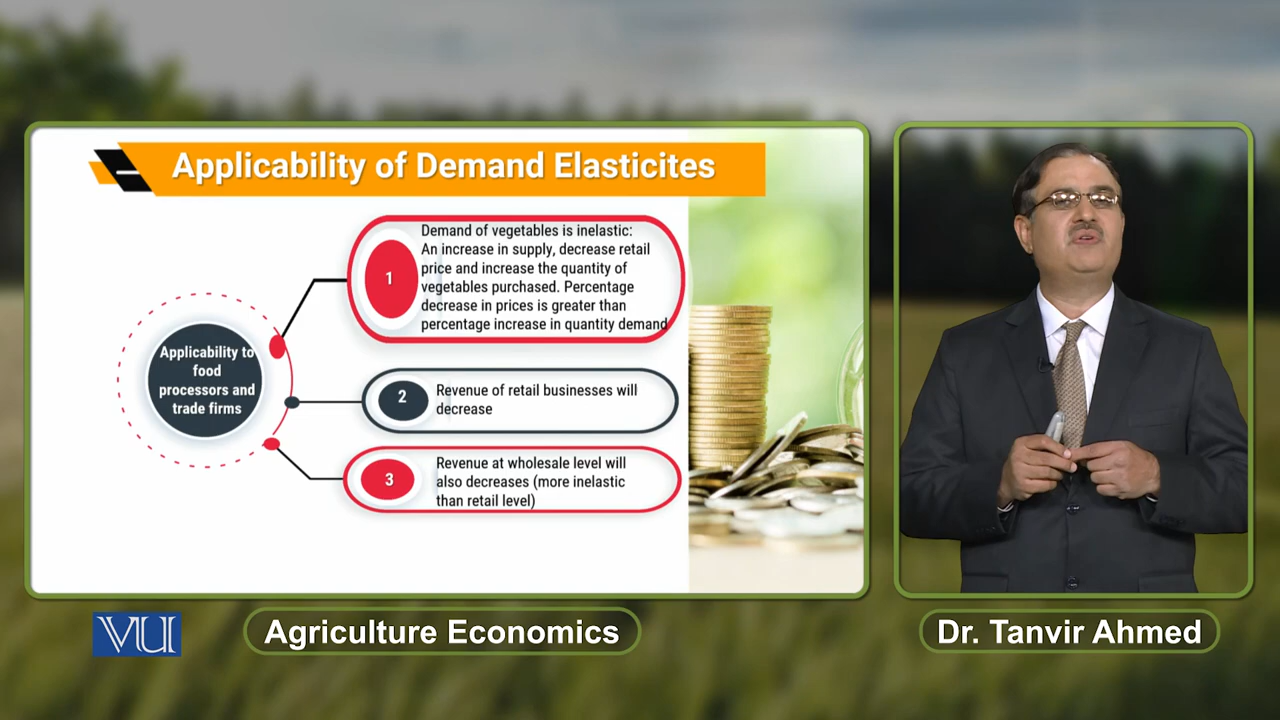 Applicability of Demand Elasticites
Applicability to
food
processors and
trade firms
1
Demand of vegetables is inelastic:
An increase in supply, decrease retail
price and increase the quantity of
vegetables purchased. Percentage
decrease in prices is greater than
percentage increase in quantity demand
2
Revenue of retail businesses will
decrease
3
Revenue at wholesale level will
also decreases (more inelastic
than retail level)
VU
Agriculture Economics
Dr. Tanvir Ahmed